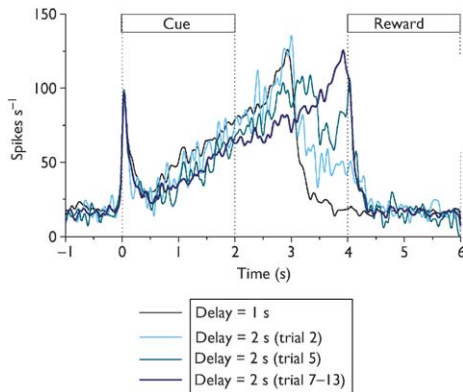 Cue Reward
150
100
50
0
Spikes s⁻¹
−1 0 1 2 3 4 5 6
Time (s)
Delay = 1 s
Delay = 2 s (trial 2)
Delay = 2 s (trial 5)
Delay = 2 s (trial 7–13)